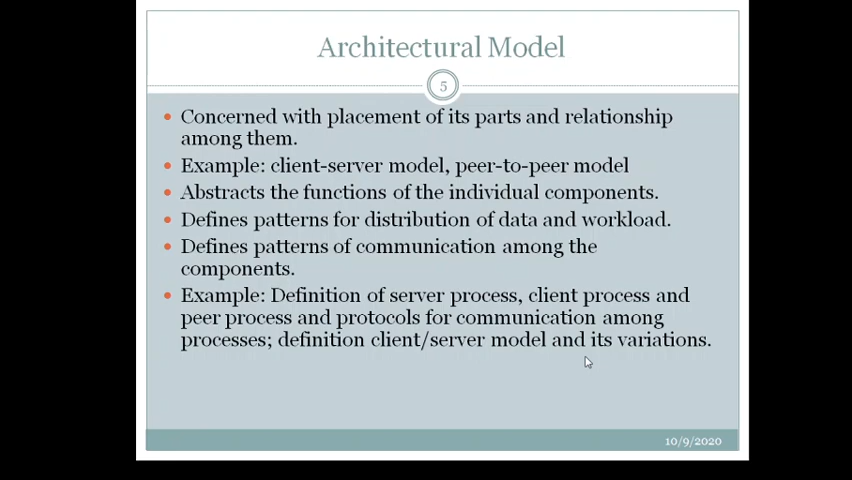 Architectural Model
5
• Concerned with placement of its parts and relationship
among them.
• Example: client-server model, peer-to-peer model
• Abstracts the functions of the individual components.
• Defines patterns for distribution of data and workload.
• Defines patterns of communication among the
components.
• Example: Definition of server process, client process and
peer process and protocols for communication among
processes; definition client/server model and its variations.
10/9/2020